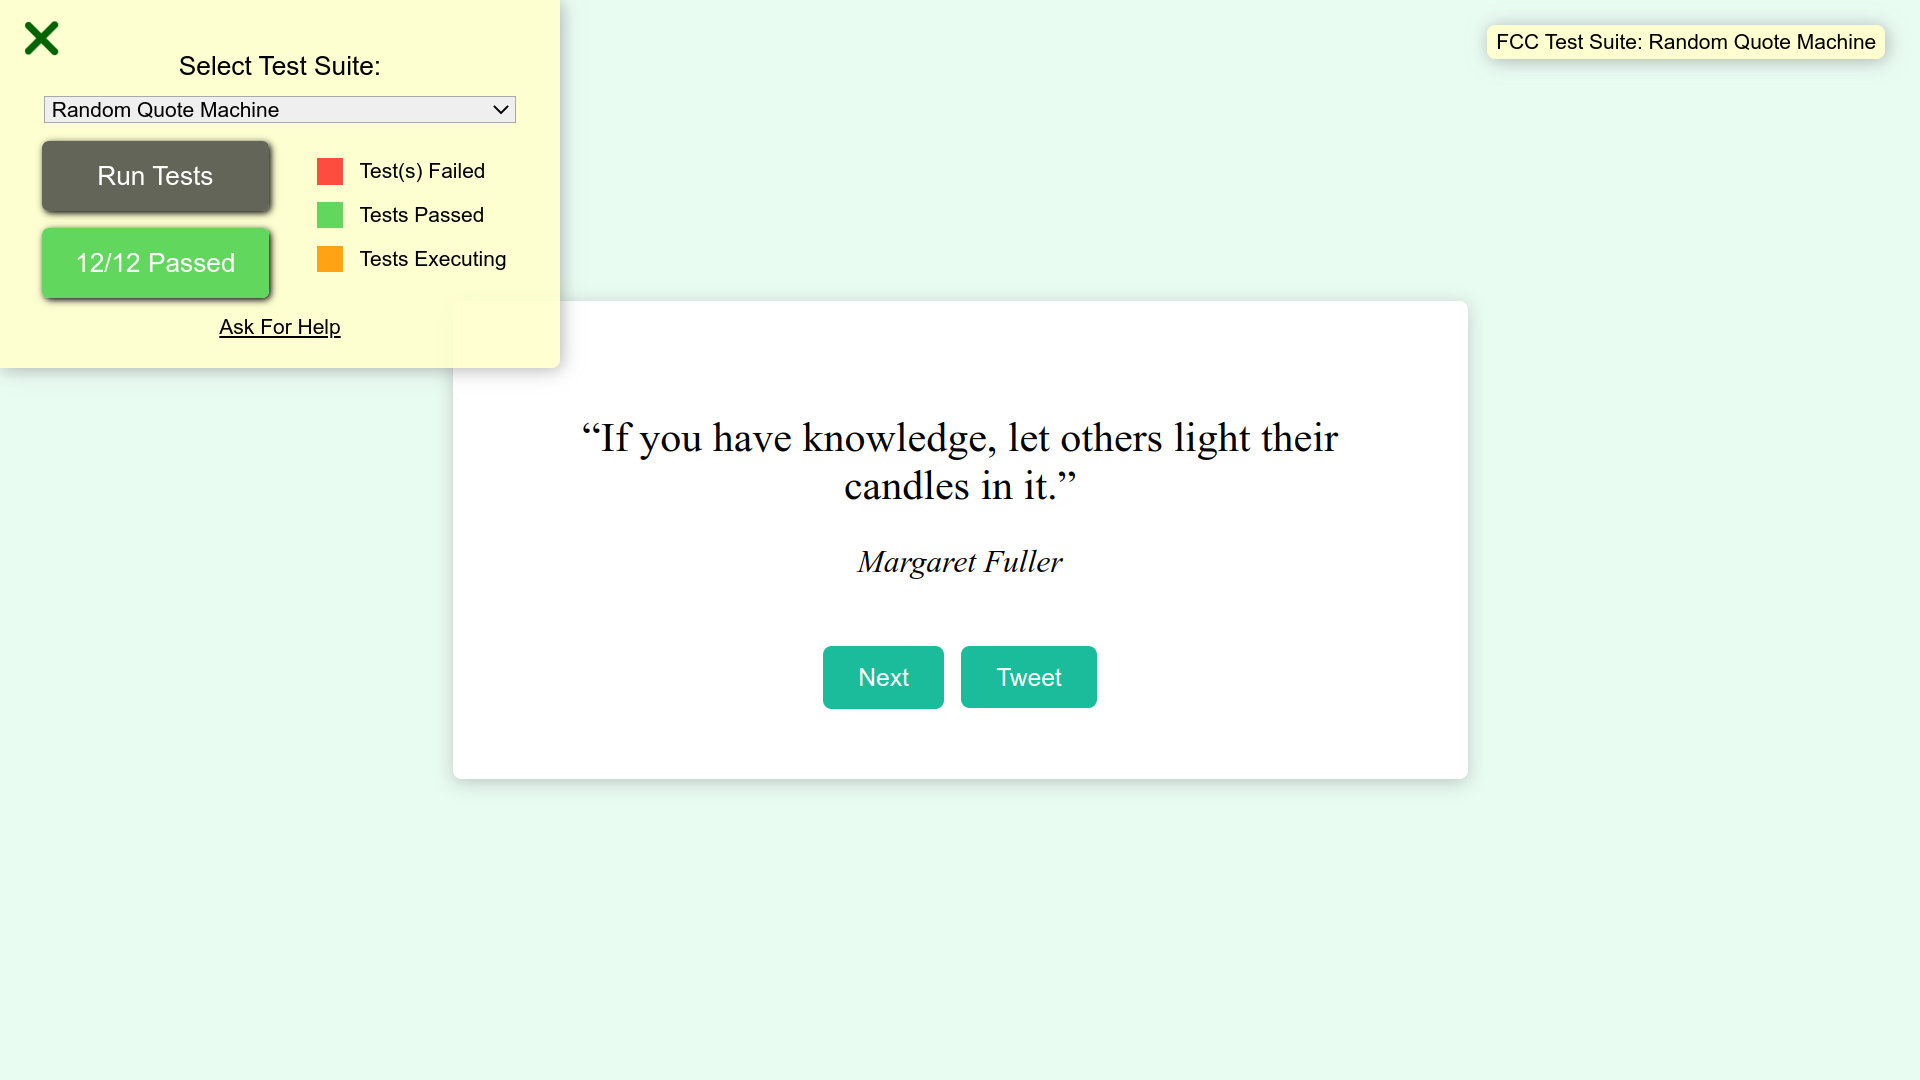 FCC Test Suite: Random Quote Machine
Select Test Suite:
Random Quote Machine
Run Tests
12/12 Passed
Test(s) Failed
Tests Passed
Tests Executing
Ask For Help
“If you have knowledge, let others light their
candles in it.”
Margaret Fuller
Next
Tweet